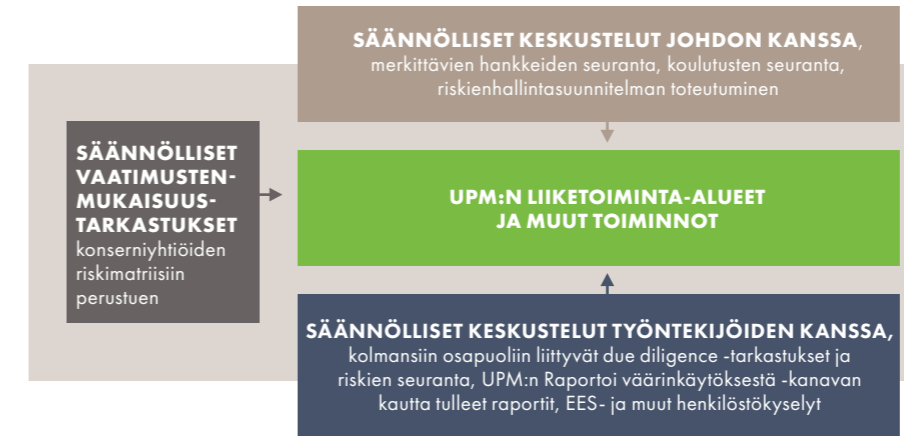 SÄÄNNÖLLISET KESKUSTELUT JOHDON KANSSA,
merkittävien hankkeiden seuranta, koulutusten seuranta,
riskienhallintasuunnitelman toteutuminen
SÄÄNNÖLLISET
VAATIMUSTEN-
MUKAISUUS-
TARKASTUKSET
konserniyhtiöiden
riskimatriisiin
perustuen
UPM:N LIIKETOIMINTA-ALUEET
JA MUUT TOIMINNOT
SÄÄNNÖLLISET KESKUSTELUT TYÖNTEKIJÖIDEN KANSSA,
kolmansiin osapuoliin liittyvät due diligence -tarkastukset ja
riskien seuranta, UPM:n Raportoi väärinkäytöksestä -kanavan
kautta tulleet raportit, EES- ja muut henkilöstökyselyt